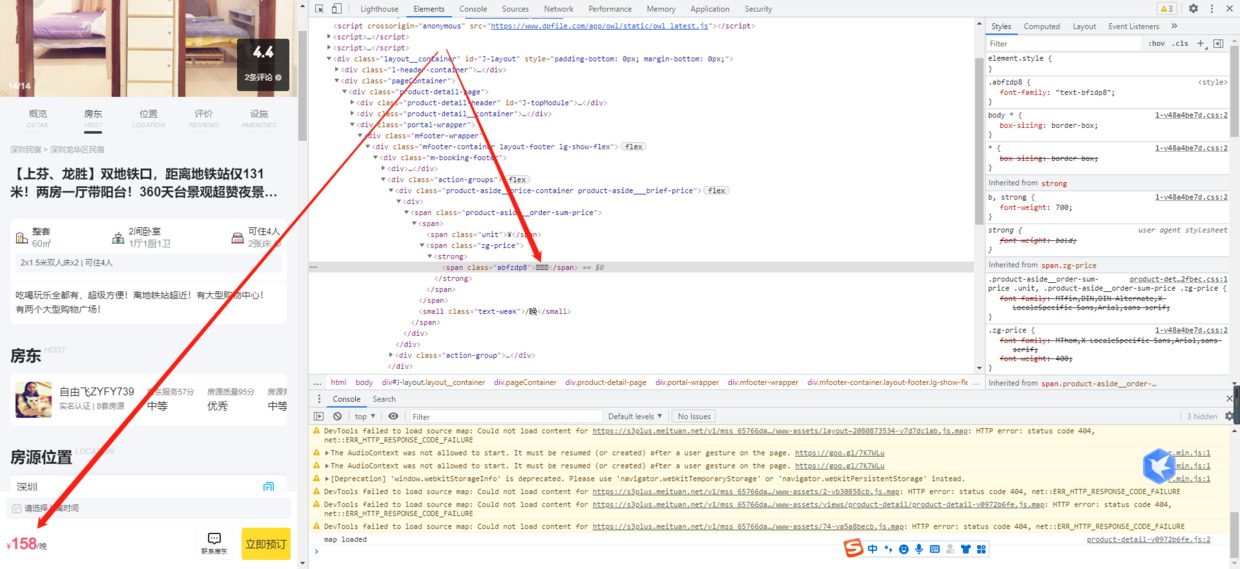 4.4
2条评论
14/14
概览
DETAIL
房东
HOST
位置
LOCATION
评价
REVIEWS
设施
AMENITIES
深圳民宿 > 深圳龙华区民宿
【上芬、龙胜】双地铁口，距离地铁站仅131
米！两房一厅带阳台！360天台景观超赞夜景…
整套
60㎡
2间卧室
1厅1厨1卫
可住4人
2张床
2x1.5米双人床x2 | 可住4人
吃喝玩乐全都有，超级方便！离地铁站超近！有大型购物中心！
有两个大型购物广场！
房东 HOST
自由飞ZYFY739
实名认证 | 8套房源
房东服务57分
中等
房源质量95分
优秀
中等
房源位置 LOCATION
深圳
¥158/晚
联系房东
立即预订
Lighthouse Elements Console Sources Network Performance Memory Application Security
3
<script crossorigin="anonymous" src="https://www.dpfile.com/app/owl/static/owl_latest.js"></script>
<script>…</script>
<script>…</script>
<div class="layout__container" id="J-layout" style="padding-bottom: 0px; margin-bottom: 0px;">
<div class="l-header-container">…</div>
<div class="pageContainer">
<div class="product-detail-page">
<div class="product-detail-header" id="J-topModule">…</div>
<div class="product-detail__container">…</div>
<div class="portal-wrapper">
<div class="mfooter-wrapper">
<div class="mfooter-container layout-footer lg-show-flex"> flex
<div class="m-booking-footer">
<div>…</div>
<div class="action-groups"> flex
<div class="product-aside__price-container product-aside___brief-price"> flex
<div>
<span class="product-aside__order-sum-price">
<span>
<span class="unit">¥</span>
<span class="zg-price">
<strong>
<span class="abfzdp8">▯▯▯</span> == $0
</strong>
</span>
</span>
<small class="text-weak">/晚</small>
</span>
</div>
</div>
<div class="action-group">…</div>
</div>
… html body div#J-layout.layout__container div.pageContainer div.product-detail-page div.portal-wrapper div.mfooter-wrapper div.mfooter-container.layout-footer.lg-show-fle …
Styles Computed Layout Event Listeners »
Filter :hov .cls +
element.style {
}
.abfzdp8 { <style>
font-family: "text-bfzdp8";
}
body * { 1-v48a4be7d.css:2
box-sizing: border-box;
}
* { 1-v48a4be7d.css:2
box-sizing: border-box;
}
Inherited from strong
b, strong { 1-v48a4be7d.css:2
font-weight: 700;
}
strong { user agent stylesheet
font-weight: bold;
}
Inherited from span.zg-price
.product-aside__order-sum- product-det…2fbec.css:1
price .unit, .product-aside__order-sum-price .zg-price {
font-family: MTfin,DIN,DIN Alternate,X
LocaleSpecific Sans,Arial,sans-serif;
}
.zg-price { 1-v48a4be7d.css:2
font-family: MThom,X LocaleSpecific Sans,Arial,sans-
serif;
font-weight: 400;
}
Inherited from span.product-aside__order-…
Console Search
top Filter Default levels No Issues 3 hidden
DevTools failed to load source map: Could not load content for https://s3plus.meituan.net/v1/mss_65766da…/www-assets/layout-2080873534-v7d7dc1ab.js.map: HTTP error: status code 404,
net::ERR_HTTP_RESPONSE_CODE_FAILURE
The AudioContext was not allowed to start. It must be resumed (or created) after a user gesture on the page. https://goo.gl/7K7WLu
The AudioContext was not allowed to start. It must be resumed (or created) after a user gesture on the page. https://goo.gl/7K7WLu
[Deprecation] 'window.webkitStorageInfo' is deprecated. Please use 'navigator.webkitTemporaryStorage' or 'navigator.webkitPersistentStorage' instead.
DevTools failed to load source map: Could not load content for https://s3plus.meituan.net/v1/mss_65766da…/www-assets/2-vb30858cb.js.map: HTTP error: status code 404, net::ERR_HTTP_RESPONSE_CODE_FAILURE
DevTools failed to load source map: Could not load content for https://s3plus.meituan.net/v1/mss_65766da…www-assets/views/product-detail/product-detail-v0972b6fe.js.map: HTTP error: status code 404,
net::ERR_HTTP_RESPONSE_CODE_FAILURE
DevTools failed to load source map: Could not load content for https://s3plus.meituan.net/v1/mss_65766da…/www-assets/74-va5a8becb.js.map: HTTP error: status code 404, net::ERR_HTTP_RESPONSE_CODE_FAILURE
map loaded product-detail-v0972b6fe.js:2
中